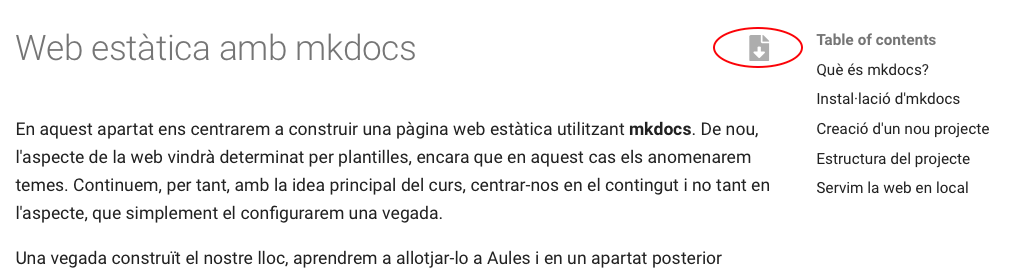 Web estàtica amb mkdocs
En aquest apartat ens centrarem a construir una pàgina web estàtica utilitzant mkdocs. De nou,
l'aspecte de la web vindrà determinat per plantilles, encara que en aquest cas els anomenarem
temes. Continuem, per tant, amb la idea principal del curs, centrar-nos en el contingut i no tant en
l'aspecte, que simplement el configurarem una vegada.
Una vegada construït el nostre lloc, aprendrem a allotjar-lo a Aules i en un apartat posterior
Table of contents
Què és mkdocs?
Instal·lació d'mkdocs
Creació d'un nou projecte
Estructura del projecte
Servim la web en local